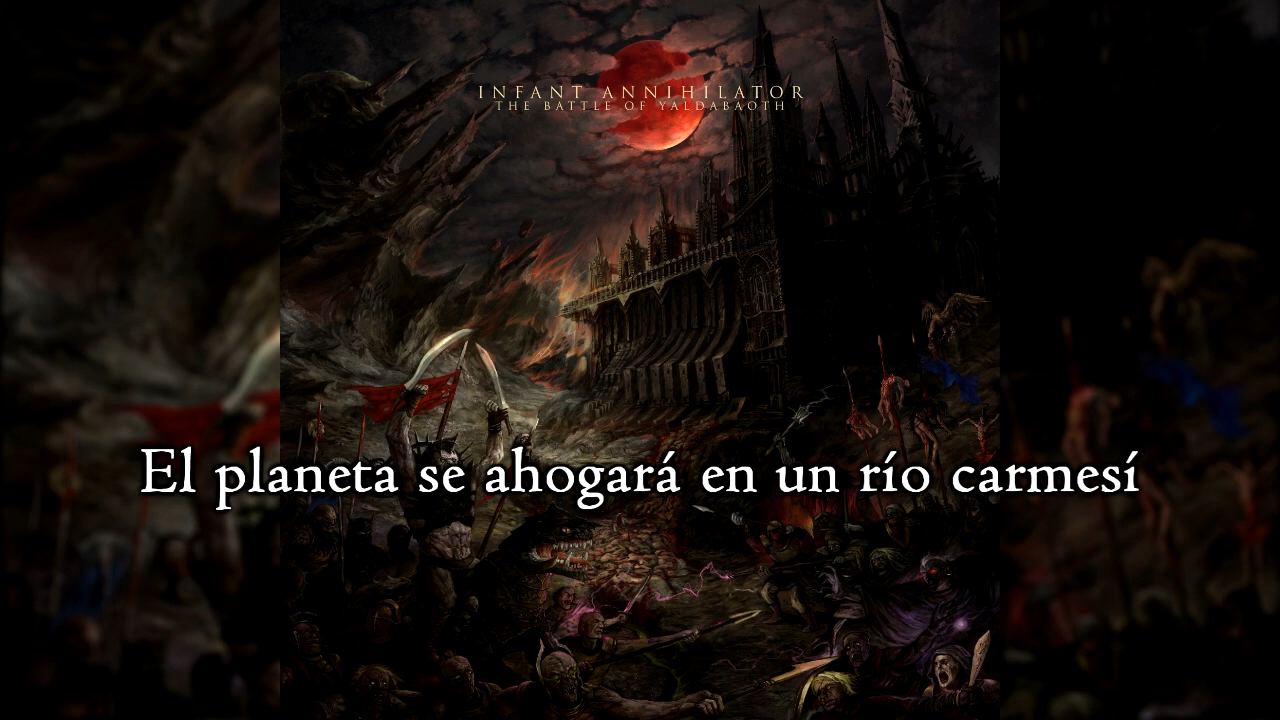 INFANT ANNIHILATOR
THE BATTLE OF YALDABAOTH
El planeta se ahogará en un río carmesí